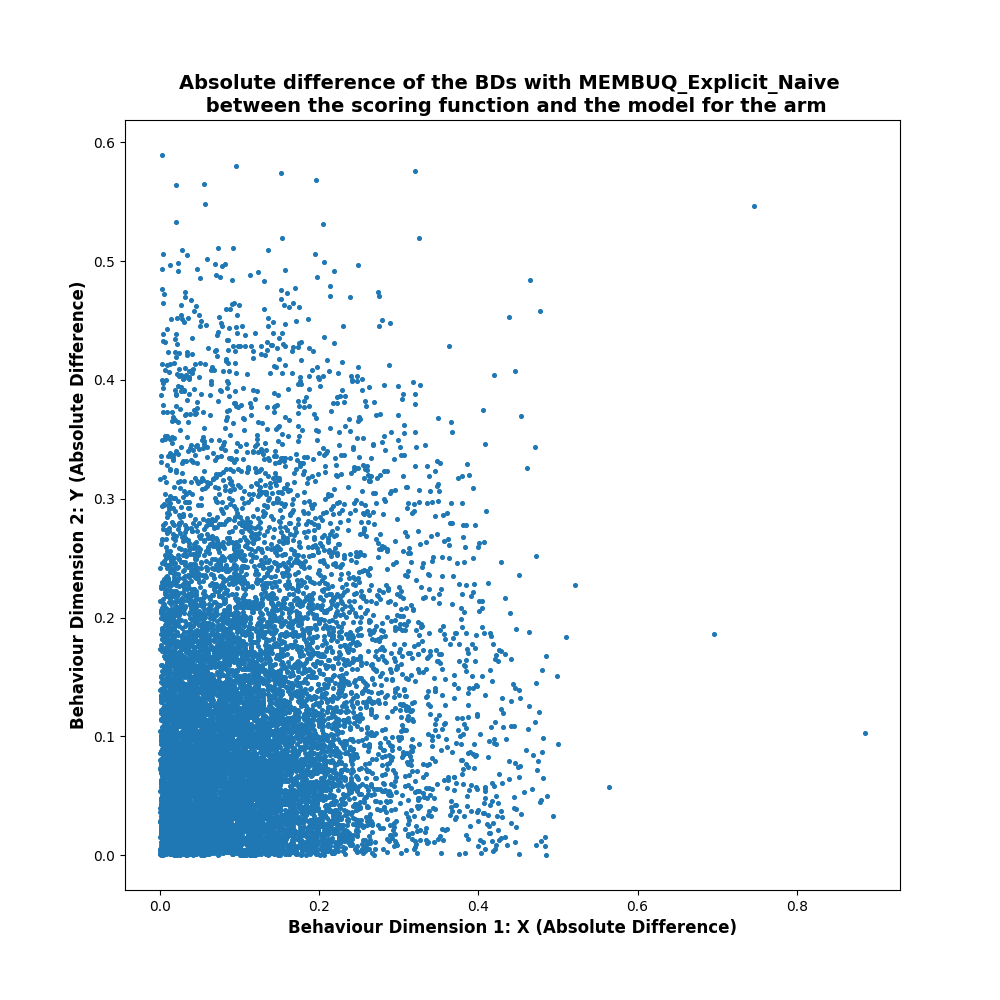 Absolute difference of the BDs with MEMBUQ_Explicit_Naive
between the scoring function and the model for the arm
0.6
0.5
0.4
0.3
0.2
0.1
0.0
Behaviour Dimension 2: Y (Absolute Difference)
0.0 0.2 0.4 0.6 0.8
Behaviour Dimension 1: X (Absolute Difference)